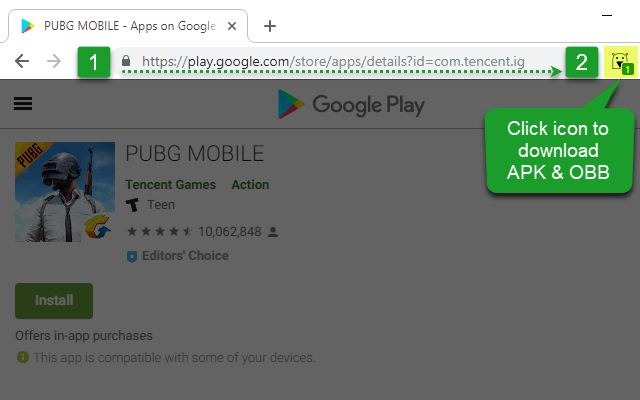 PUBG MOBILE - Apps on Google
1
https://play.google.com/store/apps/details?id=com.tencent.ig
2
1
Google Play
Click icon to
download
APK & OBB
PUBG
PUBG MOBILE
Tencent Games Action
T Teen
10,062,848
Editors' Choice
Install
Offers in-app purchases
This app is compatible with some of your devices.